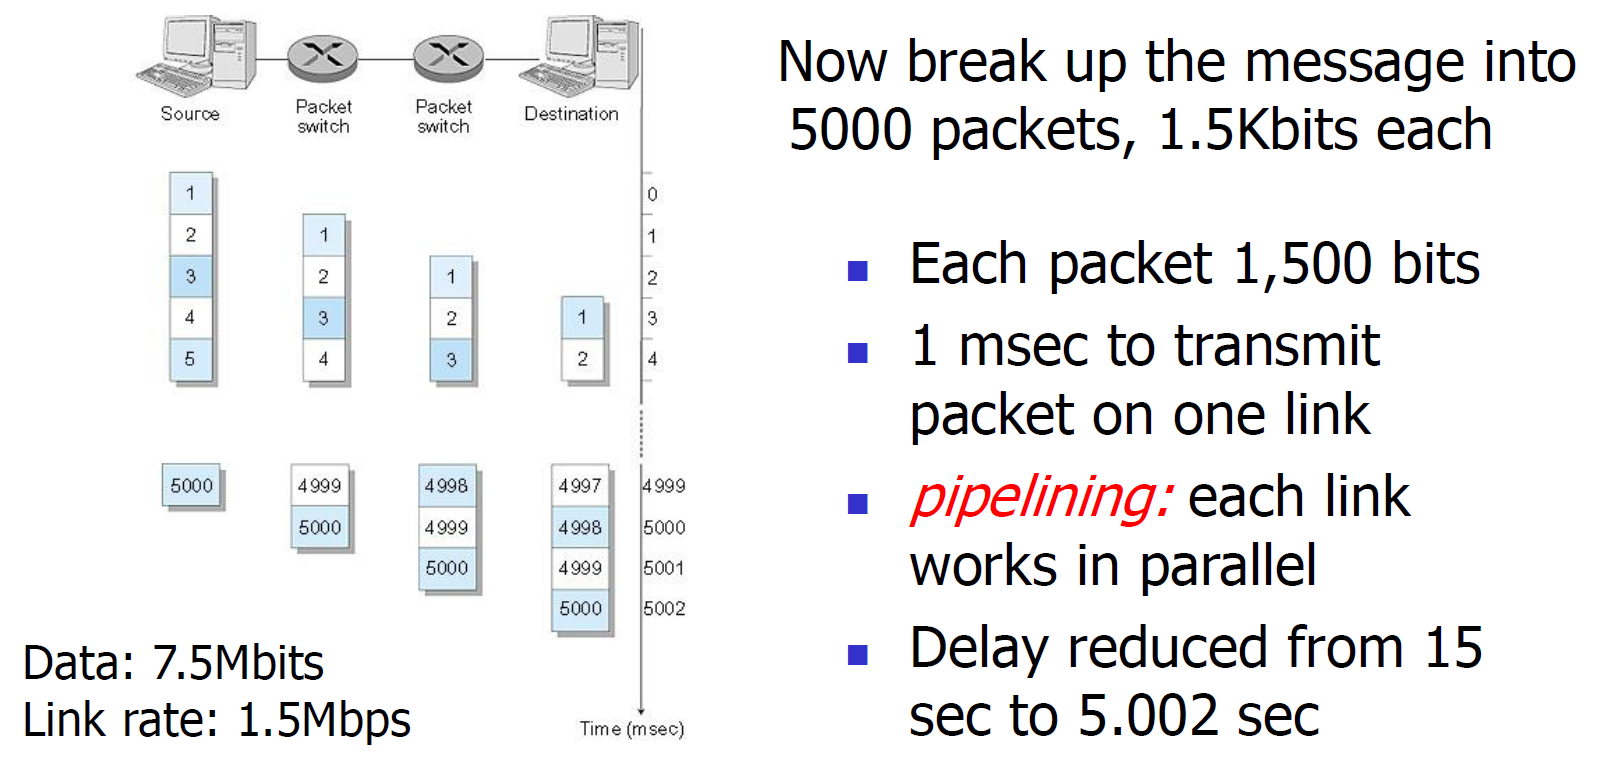 Source
Packet
switch
Packet
switch
Destination
1
2
3
4
5
1
2
3
4
1
2
3
1
2
0
1
2
3
4
5000
4999
5000
4998
4999
5000
4997
4998
4999
5000
4999
5000
5001
5002
Time (msec)
Data: 7.5Mbits
Link rate: 1.5Mbps
Now break up the message into
5000 packets, 1.5Kbits each
Each packet 1,500 bits
1 msec to transmit
packet on one link
pipelining: each link
works in parallel
Delay reduced from 15
sec to 5.002 sec